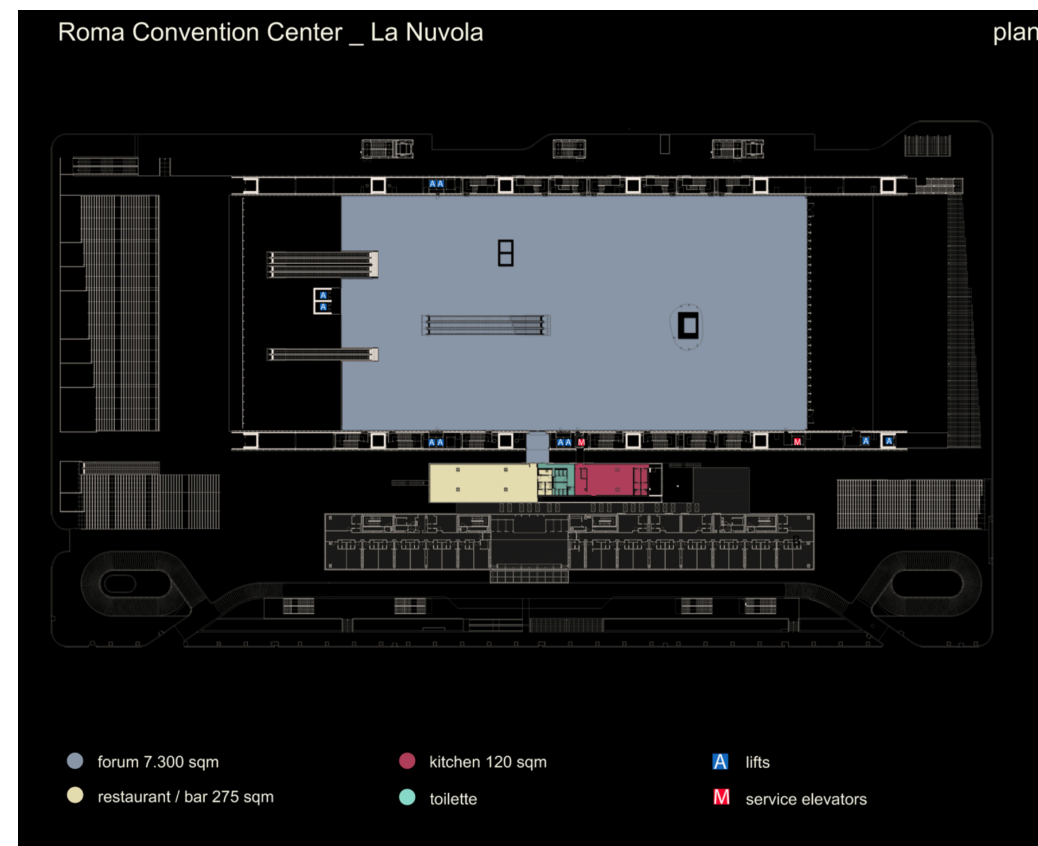 Roma Convention Center _ La Nuvola
plan
A A
A
A
A A
A A
M
M
A
A
forum 7.300 sqm
kitchen 120 sqm
A lifts
restaurant / bar 275 sqm
toilette
M service elevators